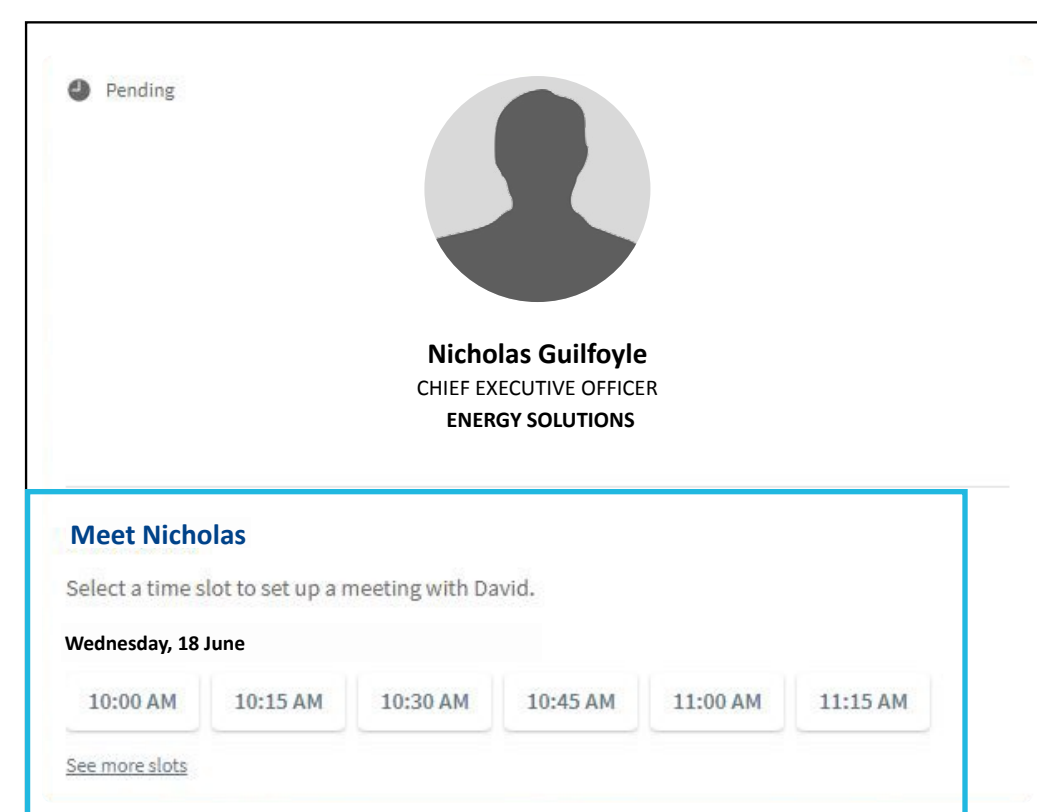 Pending
Nicholas Guilfoyle
CHIEF EXECUTIVE OFFICER
ENERGY SOLUTIONS
Meet Nicholas
Select a time slot to set up a meeting with David.
Wednesday, 18 June
10:00 AM 10:15 AM 10:30 AM 10:45 AM 11:00 AM 11:15 AM
See more slots